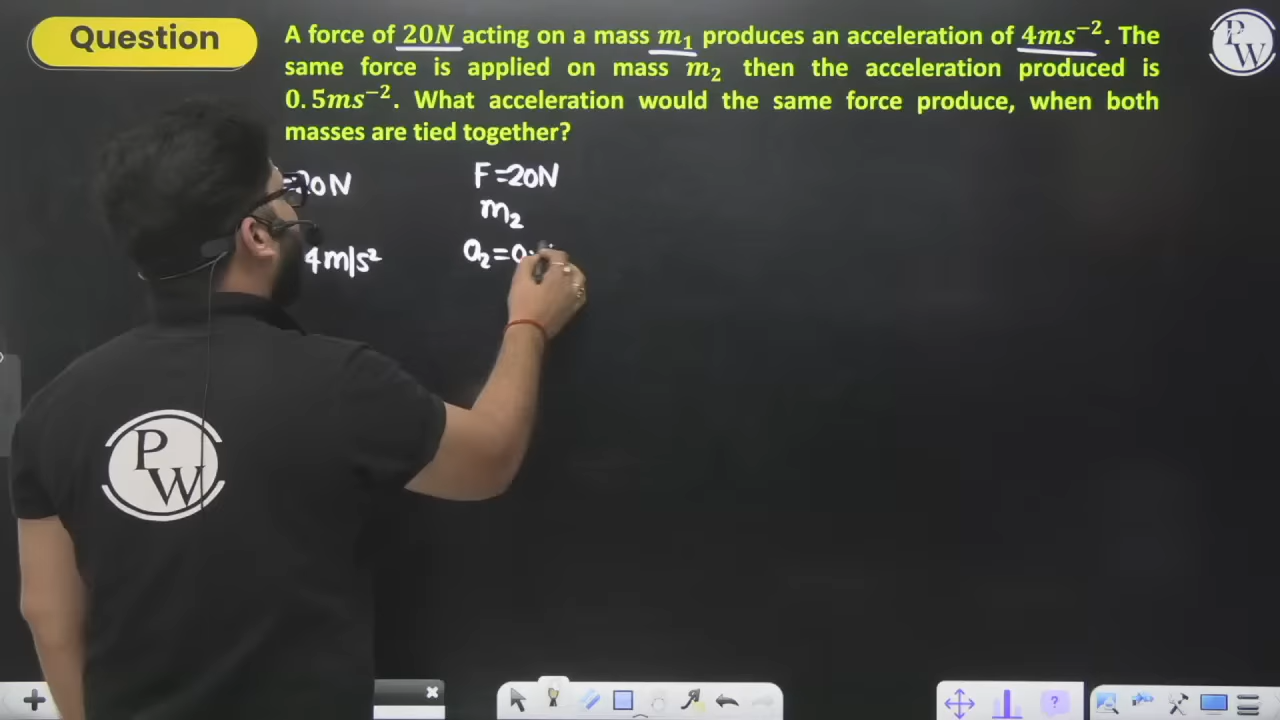 Question
A force of 20N acting on a mass m₁ produces an acceleration of 4ms⁻². The
same force is applied on mass m₂ then the acceleration produced is
0.5ms⁻². What acceleration would the same force produce, when both
masses are tied together?
PW
=20N
F=20N
m₂
4m/s²
a₂=0.
PW